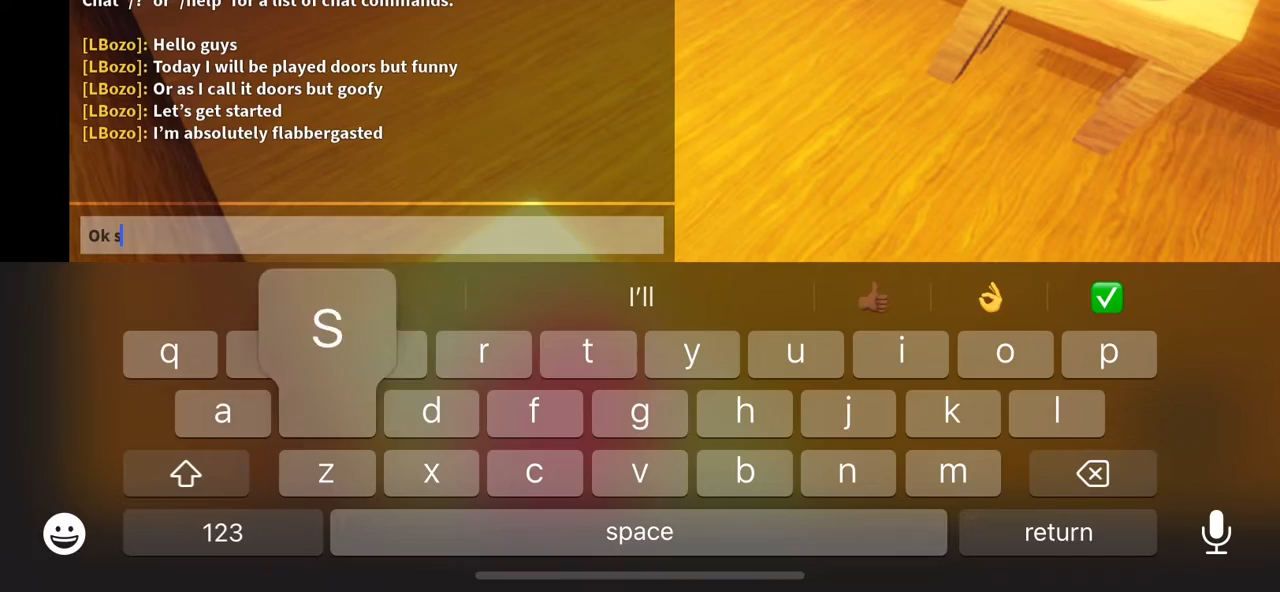 Chat '/?' or '/help' for a list of chat commands.
[LBozo]: Hello guys
[LBozo]: Today I will be played doors but funny
[LBozo]: Or as I call it doors but goofy
[LBozo]: Let’s get started
[LBozo]: I’m absolutely flabbergasted
Ok s
I’ll
S
q r t y u i o p
a d f g h j k l
z x c v b n m
123 space return